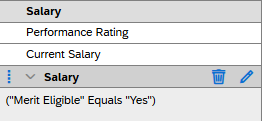 Salary
Performance Rating
Current Salary
Salary
("Merit Eligible" Equals "Yes")